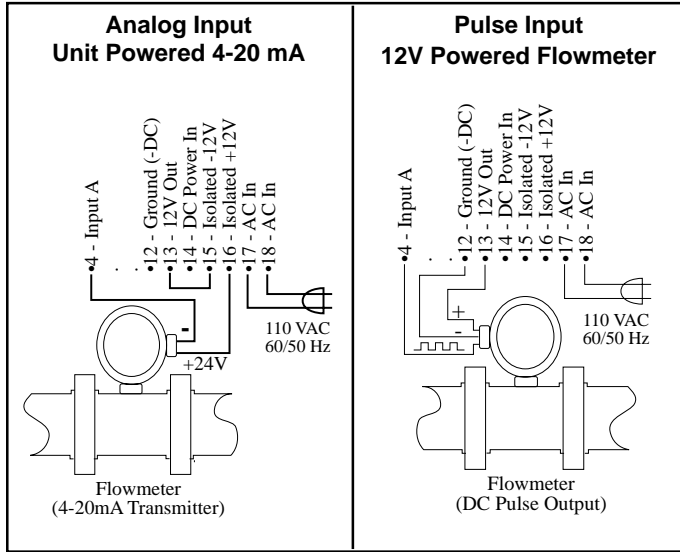 Analog Input
Unit Powered 4-20 mA
4 - Input A
12 - Ground (-DC)
13 - 12V Out
14 - DC Power In
15 - Isolated -12V
16 - Isolated +12V
17 - AC In
18 - AC In
-
+24V
110 VAC
60/50 Hz
Flowmeter
(4-20mA Transmitter)
Pulse Input
12V Powered Flowmeter
4 - Input A
12 - Ground (-DC)
13 - 12V Out
14 - DC Power In
15 - Isolated -12V
16 - Isolated +12V
17 - AC In
18 - AC In
+
-
110 VAC
60/50 Hz
Flowmeter
(DC Pulse Output)